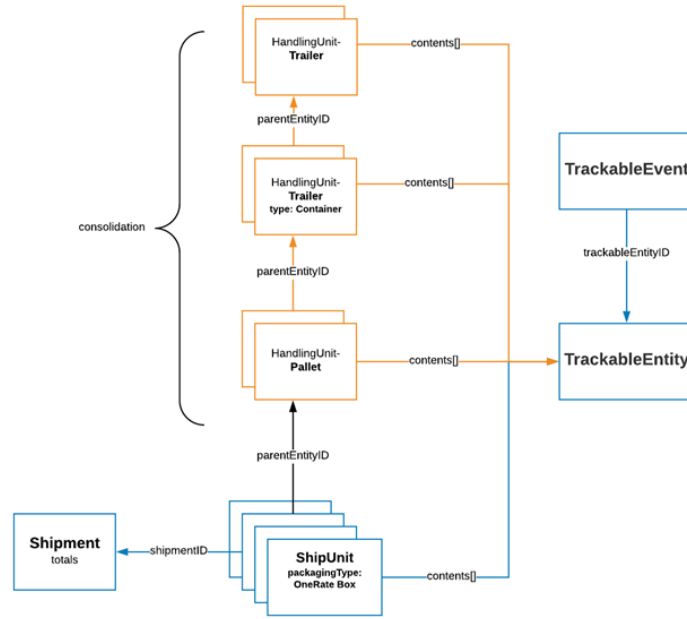 HandlingUnit-
Trailer
contents[]
parentEntityID
HandlingUnit-
Trailer
type: Container
contents[]
TrackableEvent
consolidation
trackableEntityID
parentEntityID
HandlingUnit-
Pallet
contents[]
TrackableEntity
parentEntityID
Shipment
totals
shipmentID
ShipUnit
packagingType:
OneRate Box
contents[]